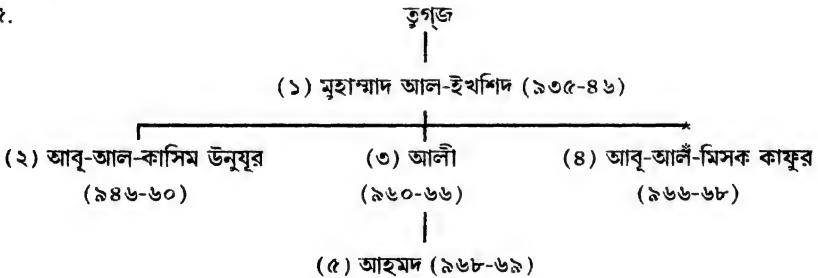 ৫.
তুগ্‌জ
(১) মুহাম্মাদ আল-ইখশিদ (৯৩৫-৪৬)
(২) আবূ-আল-কাসিম উনুযূর (৩) আলী (৪) আবূ-আলঁ-মিসক কাফুর
(৯৪৬-৬০) (৯৬০-৬৬) (৯৬৬-৬৮)
(৫) আহমদ (৯৬৮-৬৯)